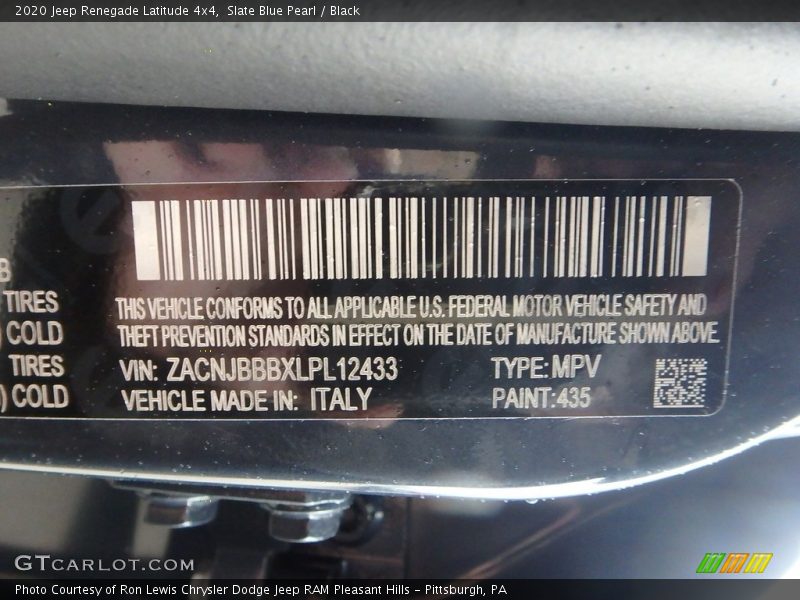 2020 Jeep Renegade Latitude 4x4, Slate Blue Pearl / Black
B
TIRES
) COLD
TIRES
) COLD
THIS VEHICLE CONFORMS TO ALL APPLICABLE U.S. FEDERAL MOTOR VEHICLE SAFETY AND
THEFT PREVENTION STANDARDS IN EFFECT ON THE DATE OF MANUFACTURE SHOWN ABOVE.
VIN: ZACNJBBBXLPL12433 TYPE: MPV
VEHICLE MADE IN: ITALY PAINT: 435
GTCARLOT.COM
Photo Courtesy of Ron Lewis Chrysler Dodge Jeep RAM Pleasant Hills - Pittsburgh, PA